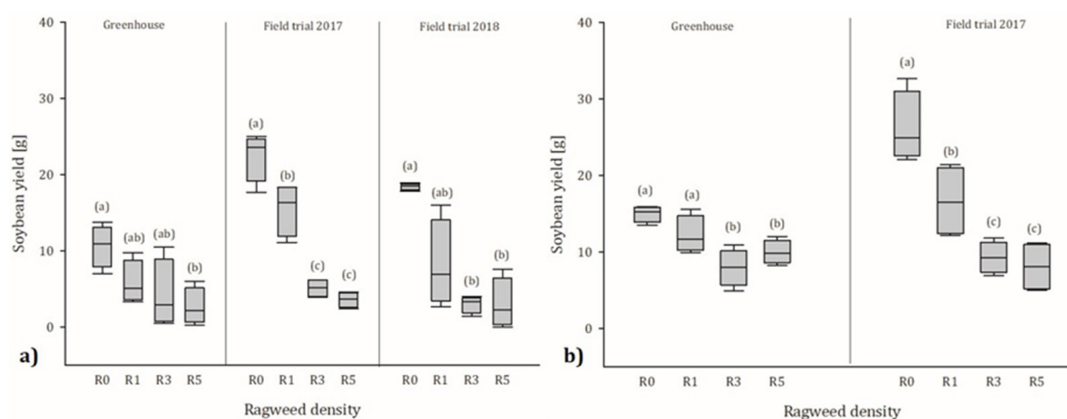 40
Greenhouse
Field trial 2017
Field trial 2018
30
20
10
0
Soybean yield [g]
(a)
(ab)
(ab)
(b)
(a)
(b)
(c)
(c)
(a)
(ab)
(b)
(b)
a)
R0 R1 R3 R5 R0 R1 R3 R5 R0 R1 R3 R5
Ragweed density
40
Greenhouse
Field trial 2017
30
20
10
0
Soybean yield [g]
(a)
(a)
(b)
(b)
(a)
(b)
(c)
(c)
b)
R0 R1 R3 R5 R0 R1 R3 R5
Ragweed density